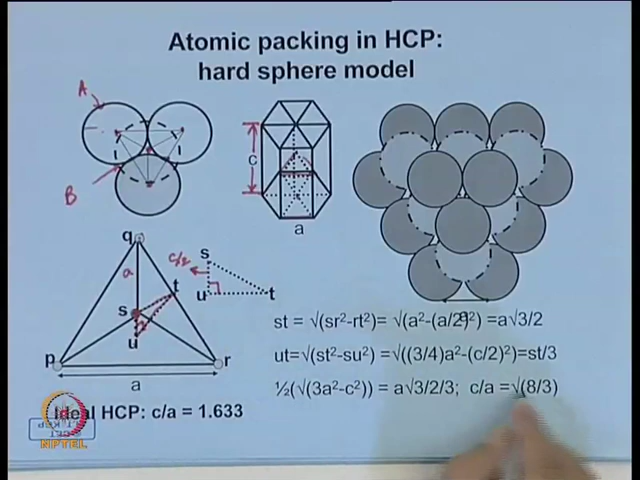 Atomic packing in HCP:
hard sphere model
A
B
c
a
q
a
c/2
s
t
s
u
u
t
p
r
a
st = √(sr²-rt²)= √(a²-(a/2)²) =a√3/2
ut=√(st²-su²) =√((3/4)a²-(c/2)²)=st/3
½(√(3a²-c²)) = a√3/2/3; c/a =√(8/3)
Ideal HCP: c/a = 1.633
NPTEL